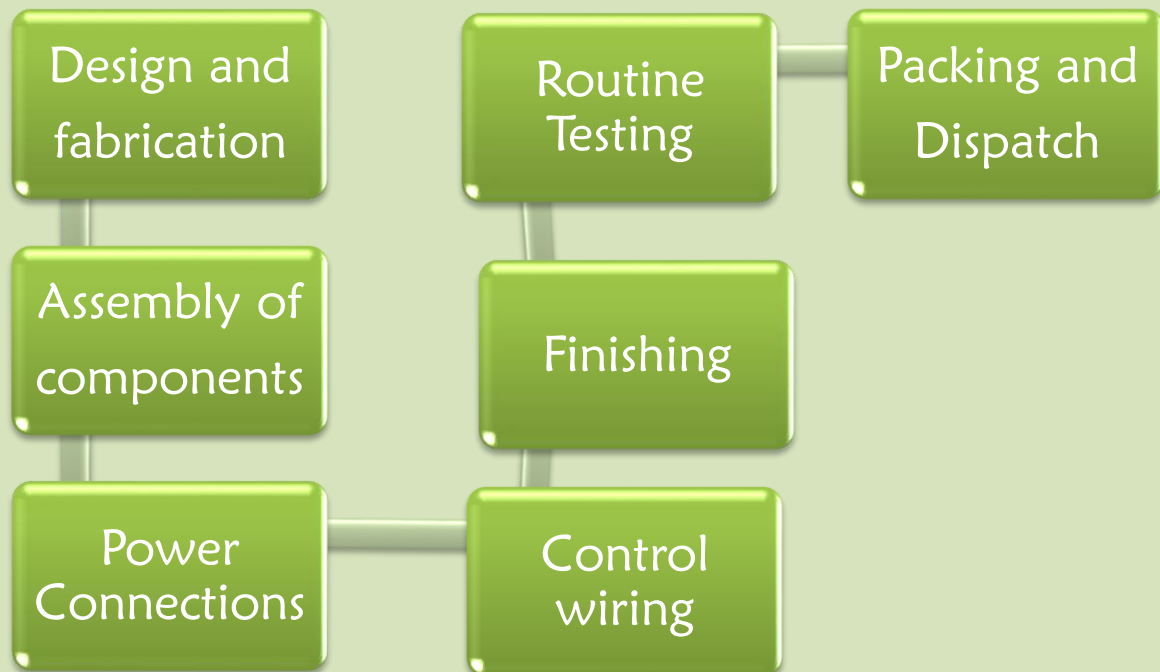 Design and
fabrication
Assembly of
components
Power
Connections
Control
wiring
Finishing
Routine
Testing
Packing and
Dispatch